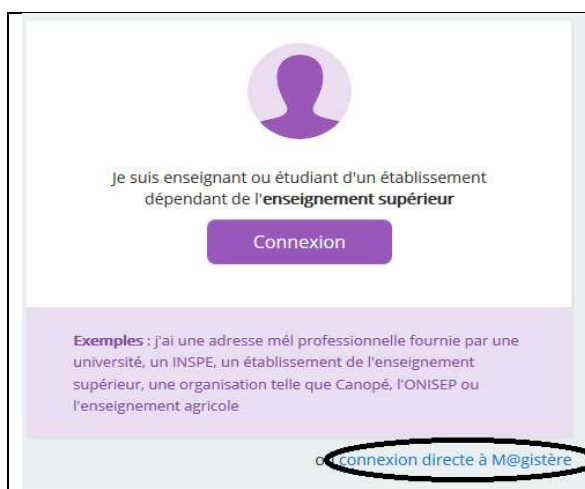 Je suis enseignant ou étudiant d'un établissement
dépendant de l'enseignement supérieur
Connexion
Exemples : j'ai une adresse mél professionnelle fournie par une
université, un INSPE, un établissement de l'enseignement
supérieur, une organisation telle que Canopé, l'ONISEP ou
l'enseignement agricole
connexion directe à M@gistère